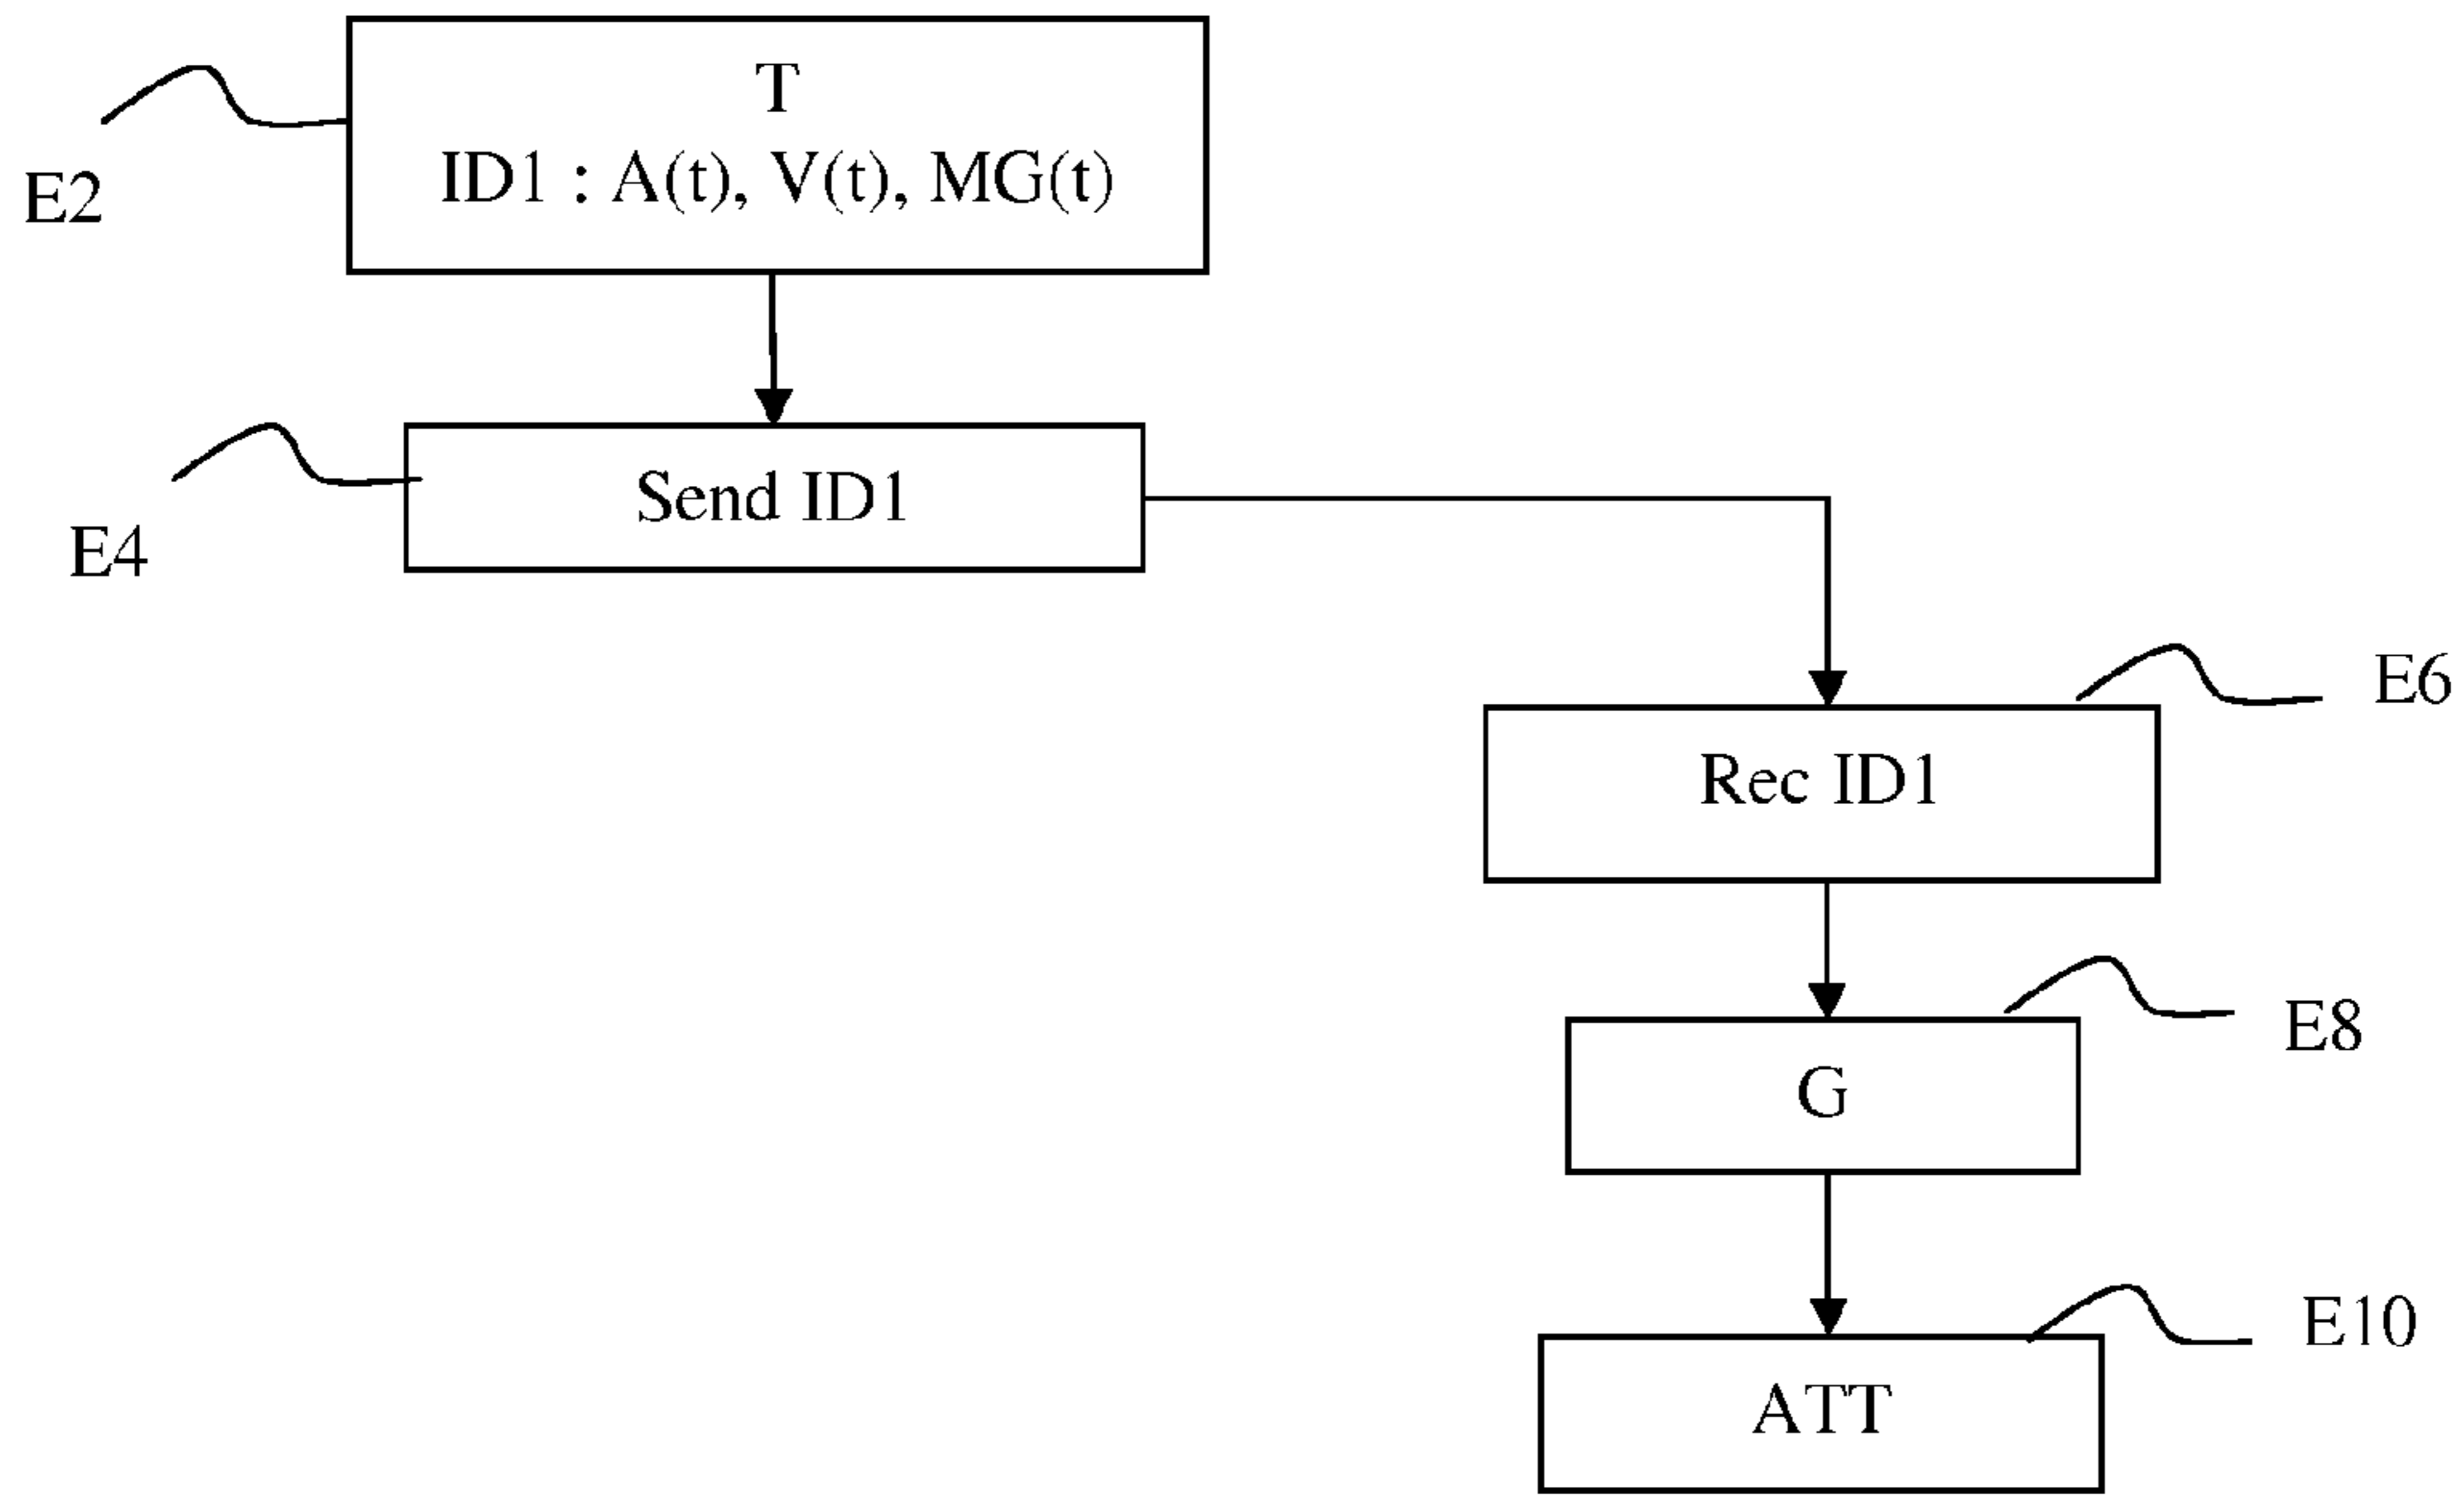 T
ID1 : A(t), V(t), MG(t)
E2
Send ID1
E4
E6
Rec ID1
E8
G
E10
ATT